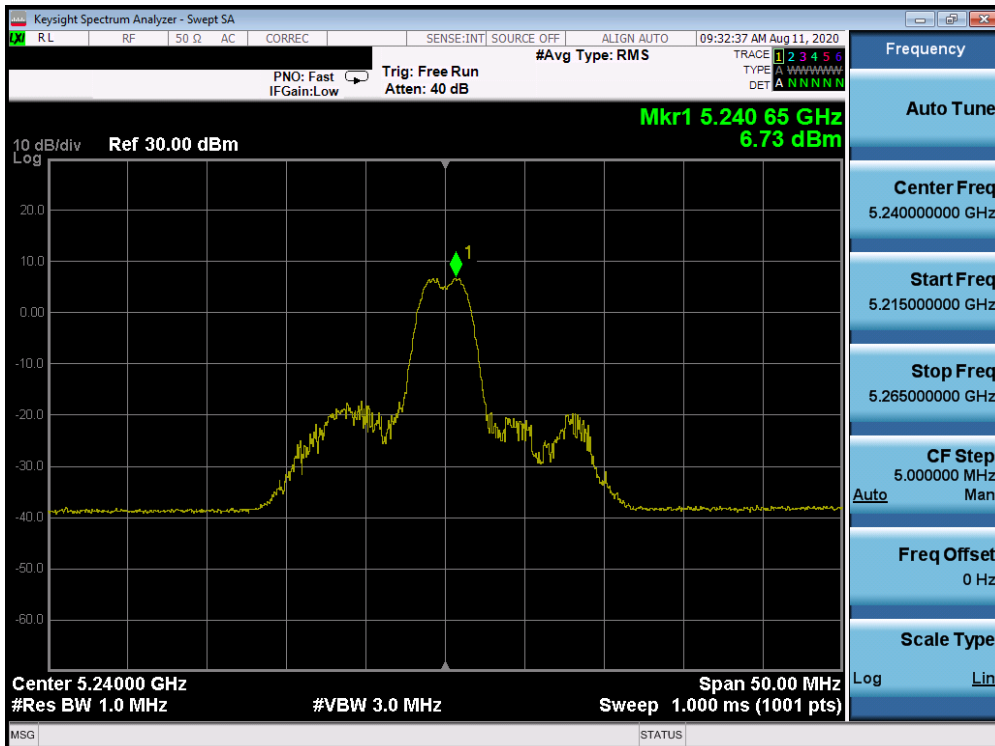 Keysight Spectrum Analyzer - Swept SA
LXI RL RF 50 Ω AC CORREC SENSE:INT SOURCE OFF ALIGN AUTO 09:32:37 AM Aug 11, 2020
#Avg Type: RMS
TRACE 1 2 3 4 5 6
TYPE A WWWWW
DET A N N N N N
PNO: Fast
IFGain:Low
Trig: Free Run
Atten: 40 dB
Mkr1 5.240 65 GHz
6.73 dBm
10 dB/div
Log
Ref 30.00 dBm
20.0
10.0
0.00
-10.0
-20.0
-30.0
-40.0
-50.0
-60.0
1
Center 5.24000 GHz
Span 50.00 MHz
#Res BW 1.0 MHz
#VBW 3.0 MHz
Sweep 1.000 ms (1001 pts)
MSG
STATUS
Frequency
Auto Tune
Center Freq
5.240000000 GHz
Start Freq
5.215000000 GHz
Stop Freq
5.265000000 GHz
CF Step
5.000000 MHz
Auto Man
Freq Offset
0 Hz
Scale Type
Log Lin